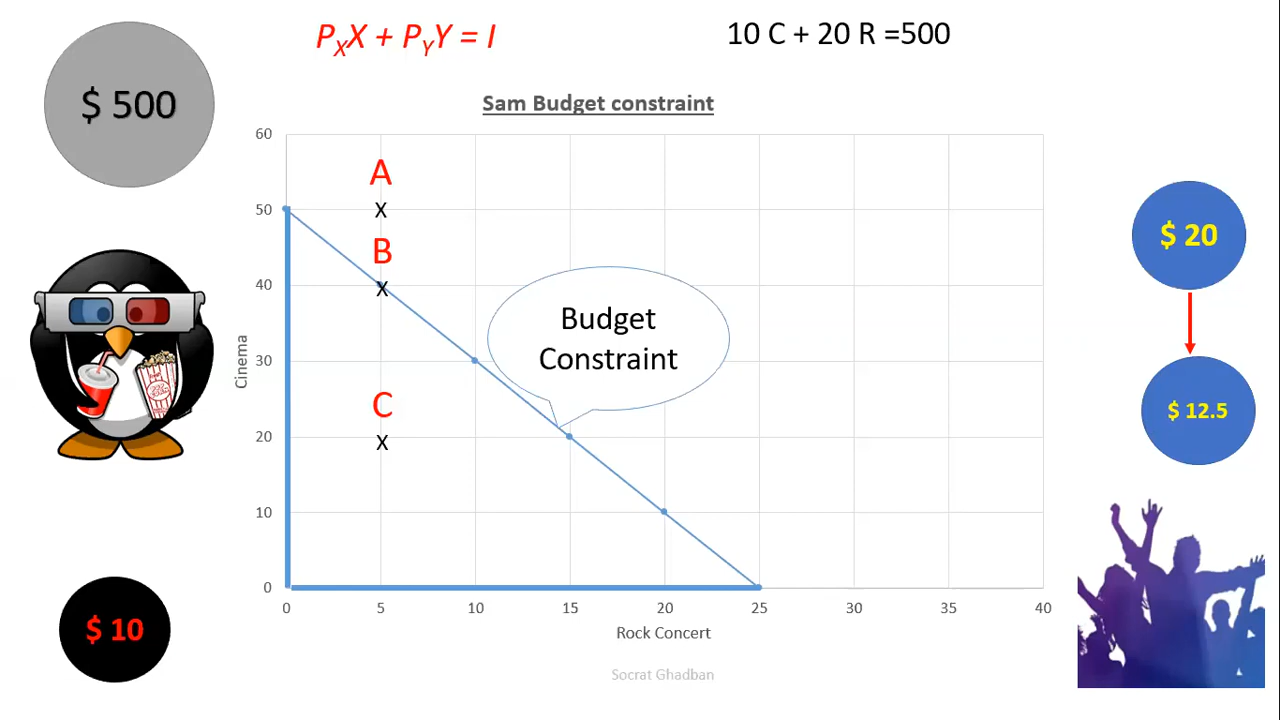 $ 500
PXX + PYY = I
10 C + 20 R =500
Sam Budget constraint
60
50
40
30
20
10
0
Cinema
A
X
B
X
C
X
Budget
Constraint
0 5 10 15 20 25 30 35 40
Rock Concert
$ 20
$ 12.5
$ 10
Socrat Ghadban